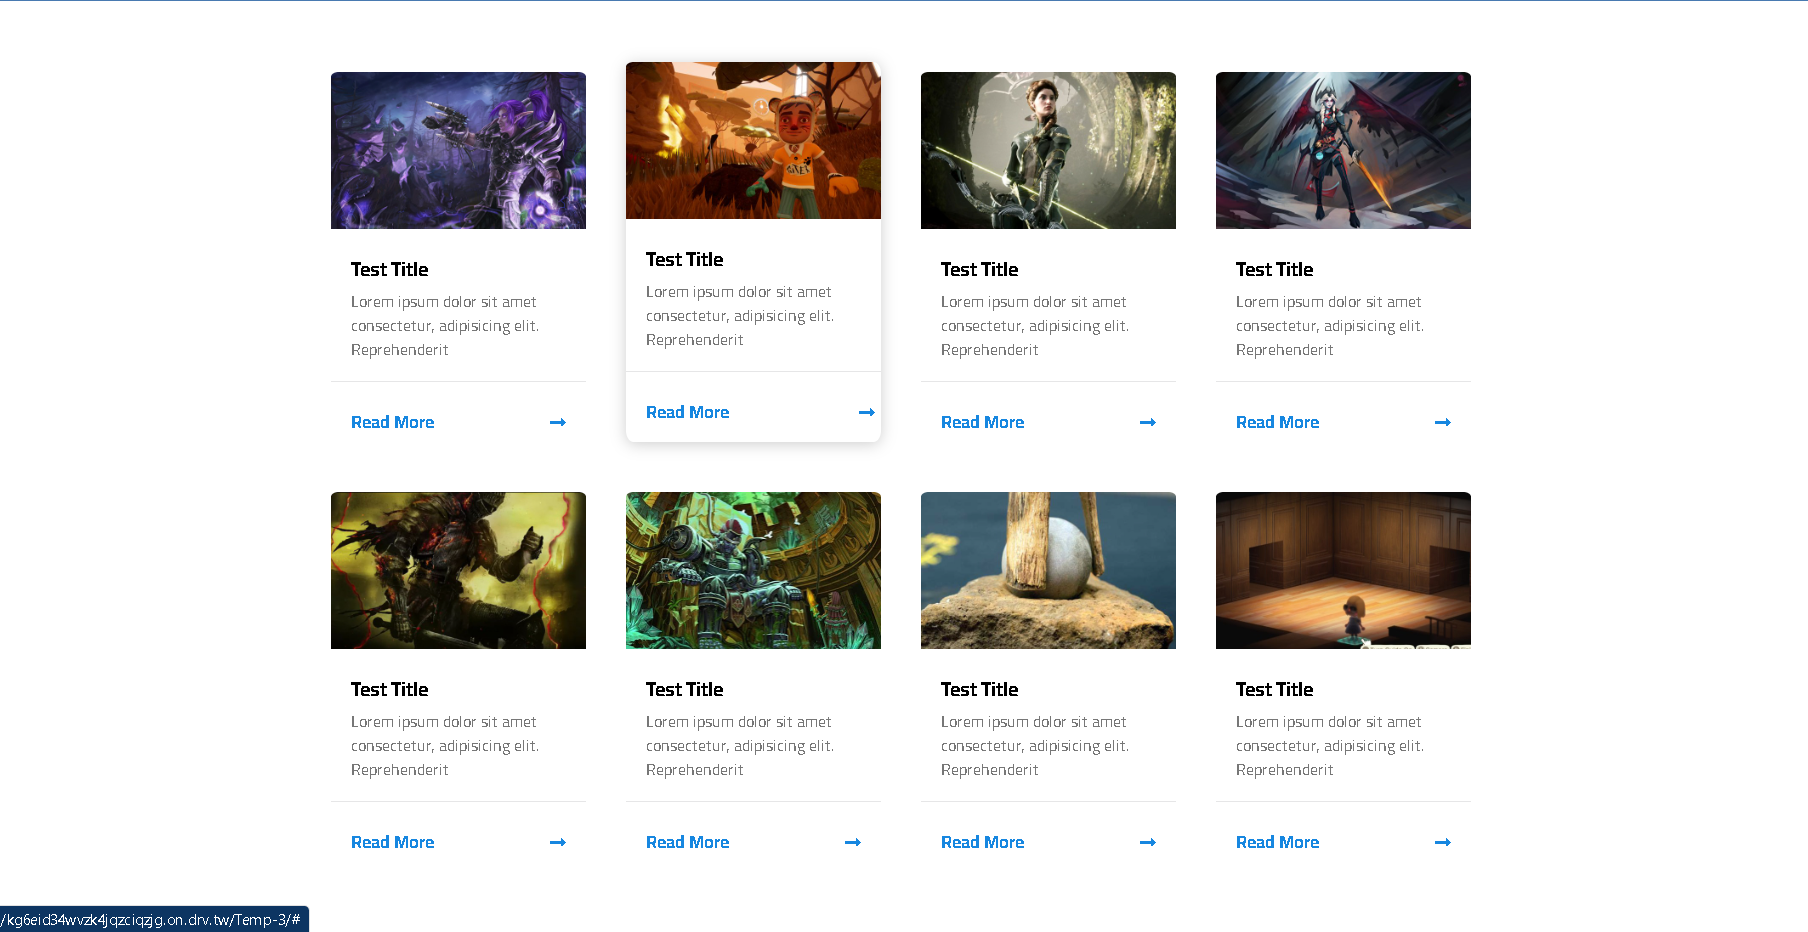 Test Title
Lorem ipsum dolor sit amet
consectetur, adipisicing elit.
Reprehenderit
Read More
Test Title
Lorem ipsum dolor sit amet
consectetur, adipisicing elit.
Reprehenderit
Read More
Test Title
Lorem ipsum dolor sit amet
consectetur, adipisicing elit.
Reprehenderit
Read More
Test Title
Lorem ipsum dolor sit amet
consectetur, adipisicing elit.
Reprehenderit
Read More
Test Title
Lorem ipsum dolor sit amet
consectetur, adipisicing elit.
Reprehenderit
Read More
Test Title
Lorem ipsum dolor sit amet
consectetur, adipisicing elit.
Reprehenderit
Read More
Test Title
Lorem ipsum dolor sit amet
consectetur, adipisicing elit.
Reprehenderit
Read More
Test Title
Lorem ipsum dolor sit amet
consectetur, adipisicing elit.
Reprehenderit
Read More
/kg6eid34wvzk4jqzciqzjg.on.drv.tw/Temp-3/#